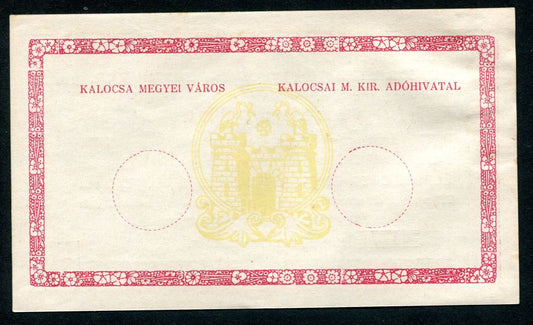 KALOCSA MEGYEI VÁROS
KALOCSAI M. KIR. ADÓHIVATAL